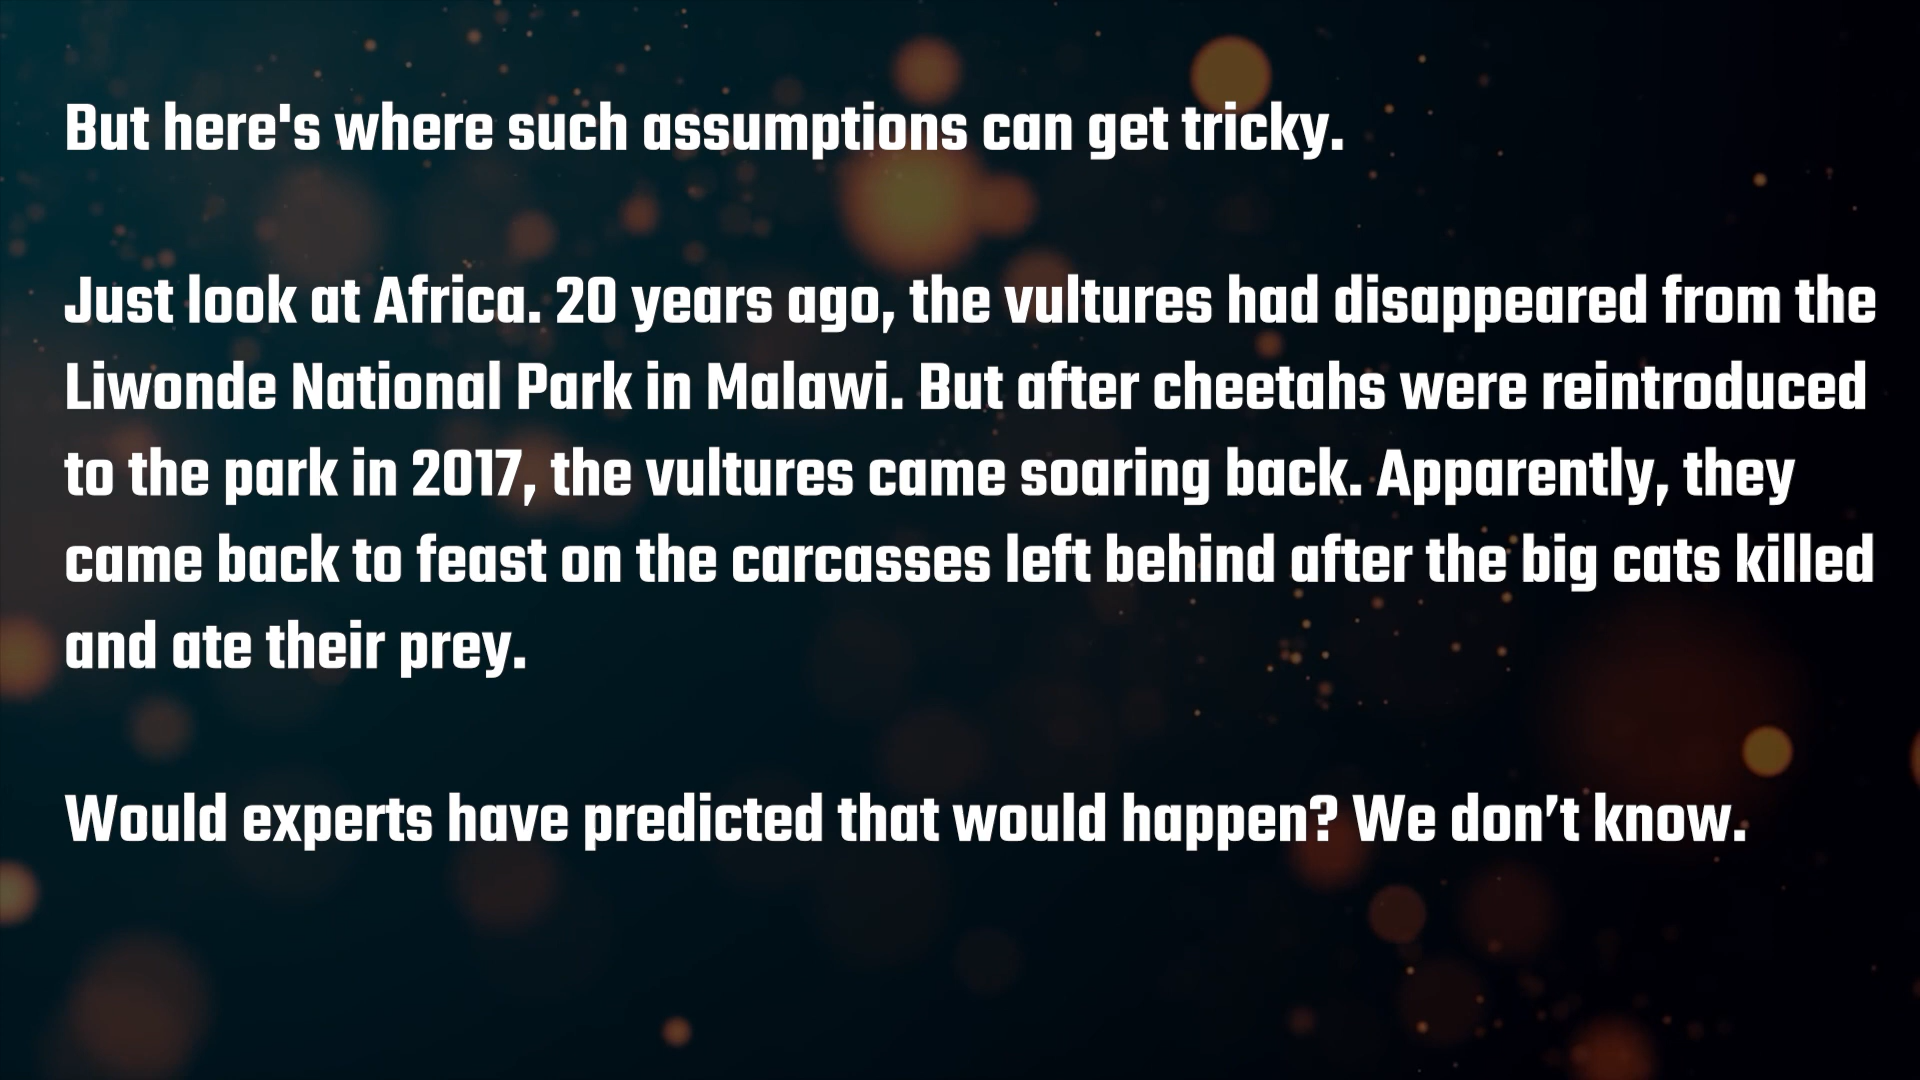 But here's where such assumptions can get tricky.
Just look at Africa. 20 years ago, the vultures had disappeared from the
Liwonde National Park in Malawi. But after cheetahs were reintroduced
to the park in 2017, the vultures came soaring back. Apparently, they
came back to feast on the carcasses left behind after the big cats killed
and ate their prey.
Would experts have predicted that would happen? We don’t know.